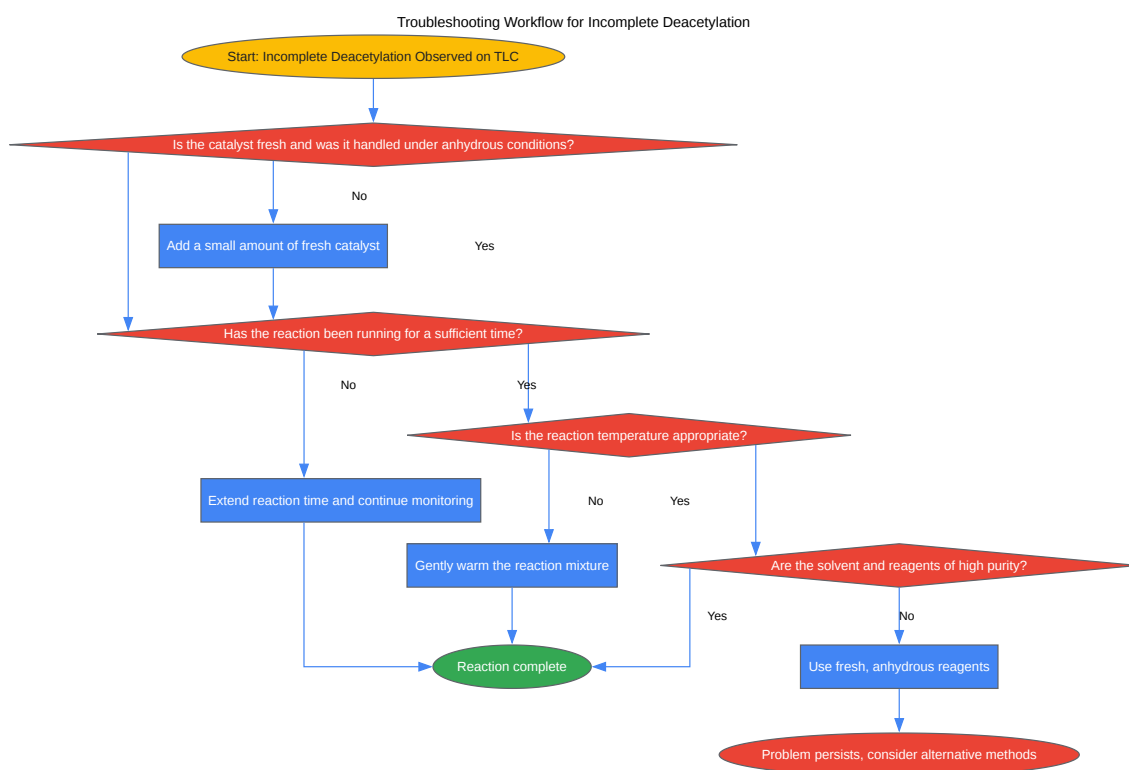 Troubleshooting Workflow for Incomplete Deacetylation
Start: Incomplete Deacetylation Observed on TLC
Is the catalyst fresh and was it handled under anhydrous conditions?
No
Add a small amount of fresh catalyst
Yes
Has the reaction been running for a sufficient time?
No
Yes
Is the reaction temperature appropriate?
Extend reaction time and continue monitoring
No
Yes
Gently warm the reaction mixture
Are the solvent and reagents of high purity?
Yes
No
Reaction complete
Use fresh, anhydrous reagents
Problem persists, consider alternative methods